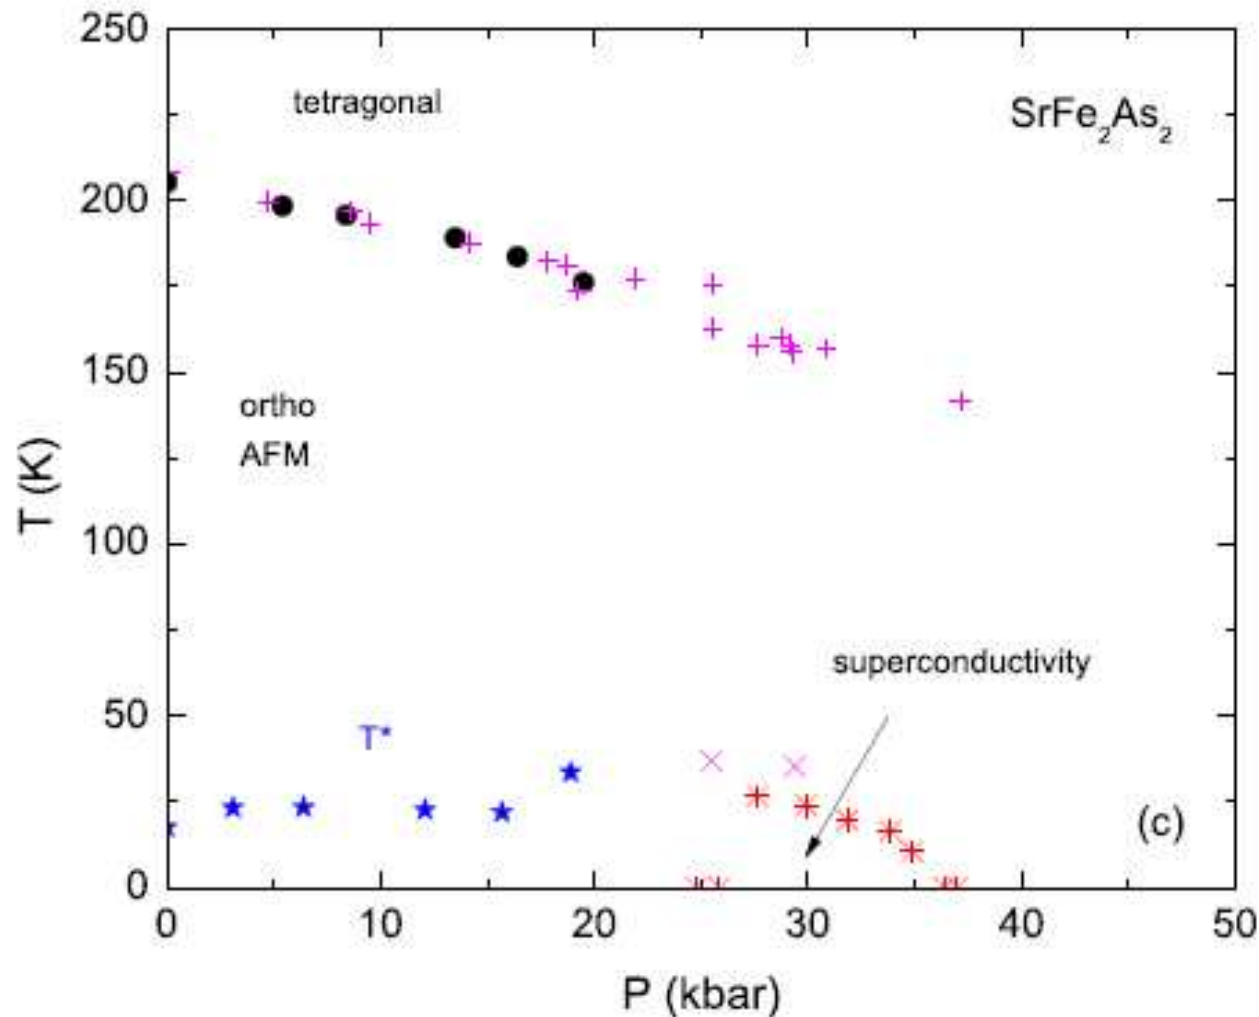 250
200
150
100
50
0
T (K)
tetragonal
SrFe₂As₂
ortho
AFM
superconductivity
T*
(c)
0 10 20 30 40 50
P (kbar)